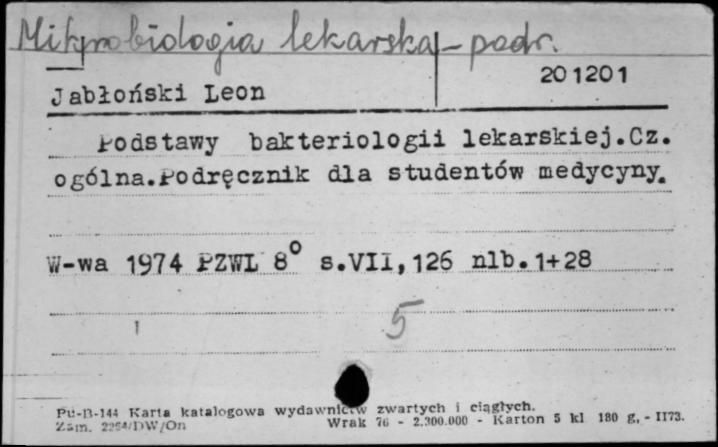 Mikrobiologia lekarska - podr.
201201
Jabłoński Leon
Podstawy bakteriologii lekarskiej.Cz.
ogólna.Podręcznik dla studentów medycyny.
W-wa 1974 PZWL 8° s.VII,126 nlb.1+28
5
Pu-B-144 Karta katalogowa wydawnictw zwartych i ciągłych.
Zam. Wrak 76 - 2.300.000 - Karton 5 kl 180 g, - II73.